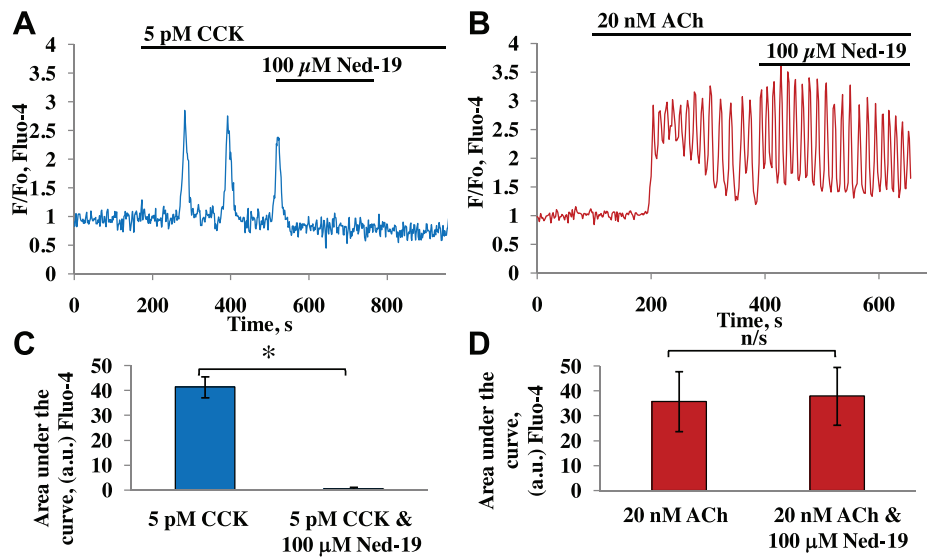 A
5 pM CCK
100 µM Ned-19
F/Fo, Fluo-4
4
3.5
3
2.5
2
1.5
1
0.5
0
0 200 400 600 800
Time, s
B
20 nM ACh
100 µM Ned-19
F/Fo, Fluo-4
4
3.5
3
2.5
2
1.5
1
0.5
0
0 200 400 600
Time, s
C
Area under the
curve, (a.u.) Fluo-4
50
40
30
20
10
0
*
5 pM CCK
5 pM CCK &
100 µM Ned-19
D
Area under the
curve,
(a.u.) Fluo-4
50
40
30
20
10
0
n/s
20 nM ACh
20 nM ACh &
100 µM Ned-19